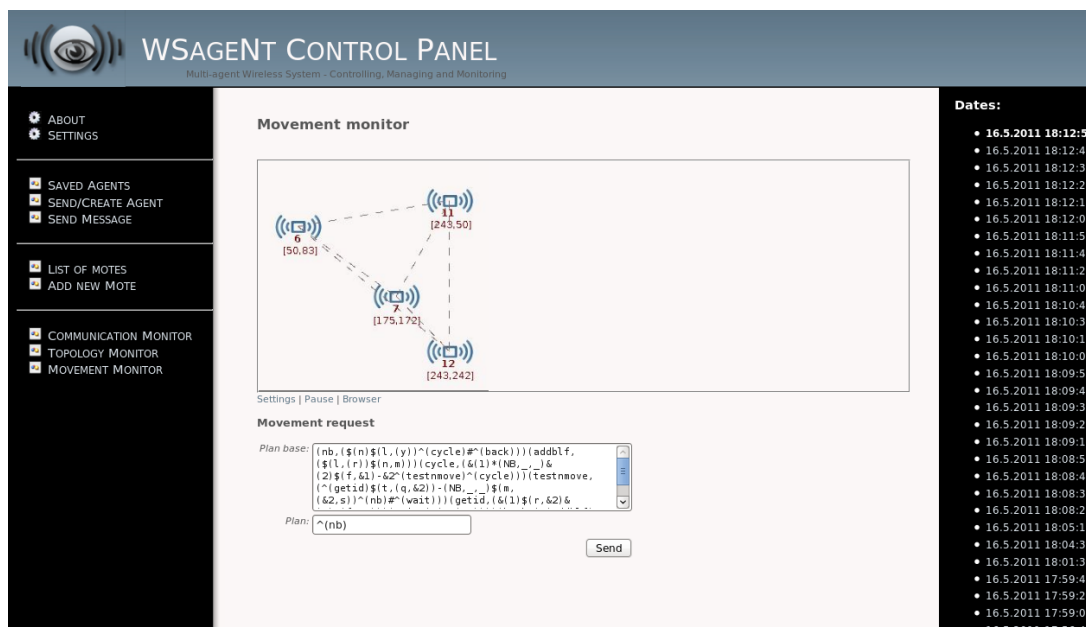 WSAGENT CONTROL PANEL
Multi-agent Wireless System - Controlling, Managing and Monitoring
ABOUT
SETTINGS
SAVED AGENTS
SEND/CREATE AGENT
SEND MESSAGE
LIST OF MOTES
ADD NEW MOTE
COMMUNICATION MONITOR
TOPOLOGY MONITOR
MOVEMENT MONITOR
Movement monitor
11
[243,50]
6
[50,83]
7
[175,172]
12
[243,242]
Settings | Pause | Browser
Movement request
Plan base:
(nb,($(n)$(l,(y))^(cycle)#^(back)))(addblf,
($(l,(r))$(n,m)))(cycle,(&(1)*(NB,_,_)&
(2)$(f,&1)-&2^(testnmove)^(cycle)))(testnmove,
(^(getid)$(t,(q,&2))-(NB,_,_)$(m,
(&2,s))^(nb)#^(wait)))(getid,(&(1)$(r,&2)&
Plan:
^(nb)
Send
Dates:
16.5.2011 18:12:5
16.5.2011 18:12:4
16.5.2011 18:12:3
16.5.2011 18:12:2
16.5.2011 18:12:1
16.5.2011 18:12:0
16.5.2011 18:11:5
16.5.2011 18:11:4
16.5.2011 18:11:2
16.5.2011 18:11:0
16.5.2011 18:10:4
16.5.2011 18:10:3
16.5.2011 18:10:1
16.5.2011 18:10:0
16.5.2011 18:09:5
16.5.2011 18:09:4
16.5.2011 18:09:3
16.5.2011 18:09:2
16.5.2011 18:09:1
16.5.2011 18:08:5
16.5.2011 18:08:4
16.5.2011 18:08:3
16.5.2011 18:08:2
16.5.2011 18:05:1
16.5.2011 18:04:3
16.5.2011 18:01:3
16.5.2011 17:59:4
16.5.2011 17:59:2
16.5.2011 17:59:0